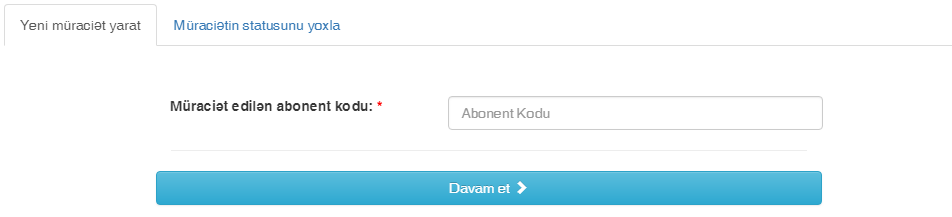 Yeni müraciət yarat
Müraciətin statusunu yoxla
Müraciət edilən abonent kodu: *
Abonent Kodu
Davam et